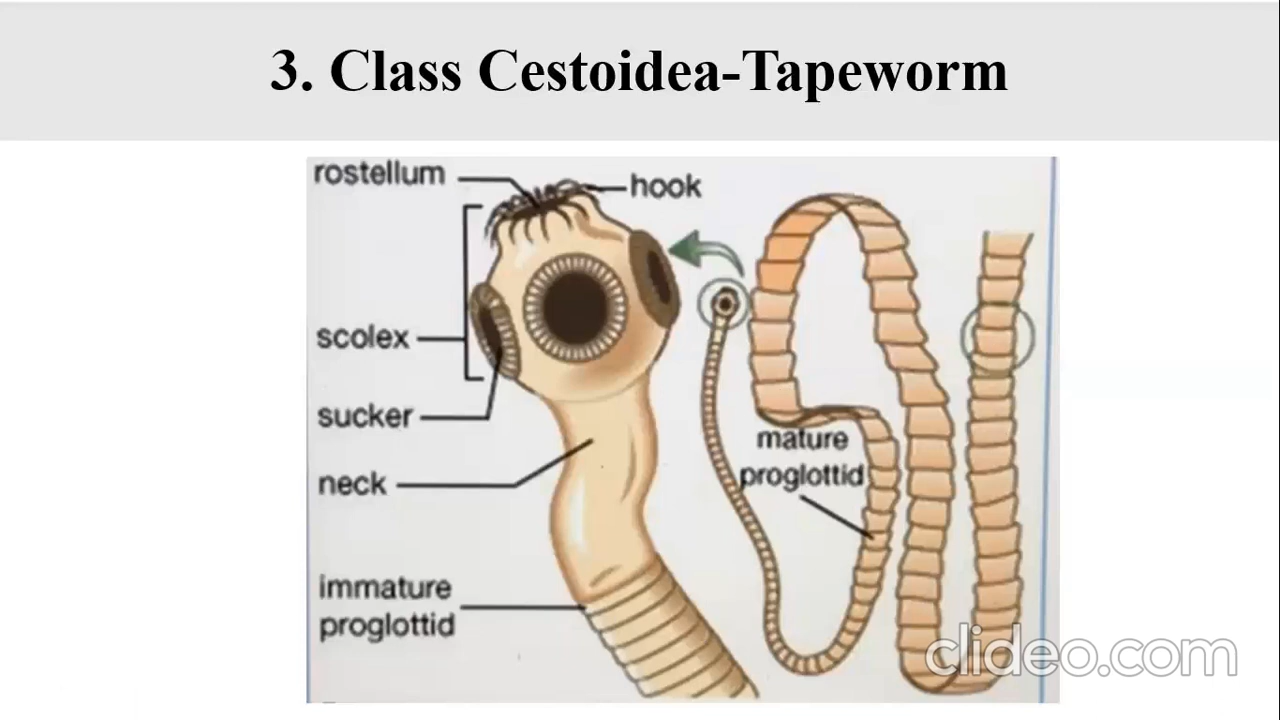 3. Class Cestoidea-Tapeworm
rostellum
hook
scolex
sucker
neck
mature
proglottid
immature
proglottid
clideo.com